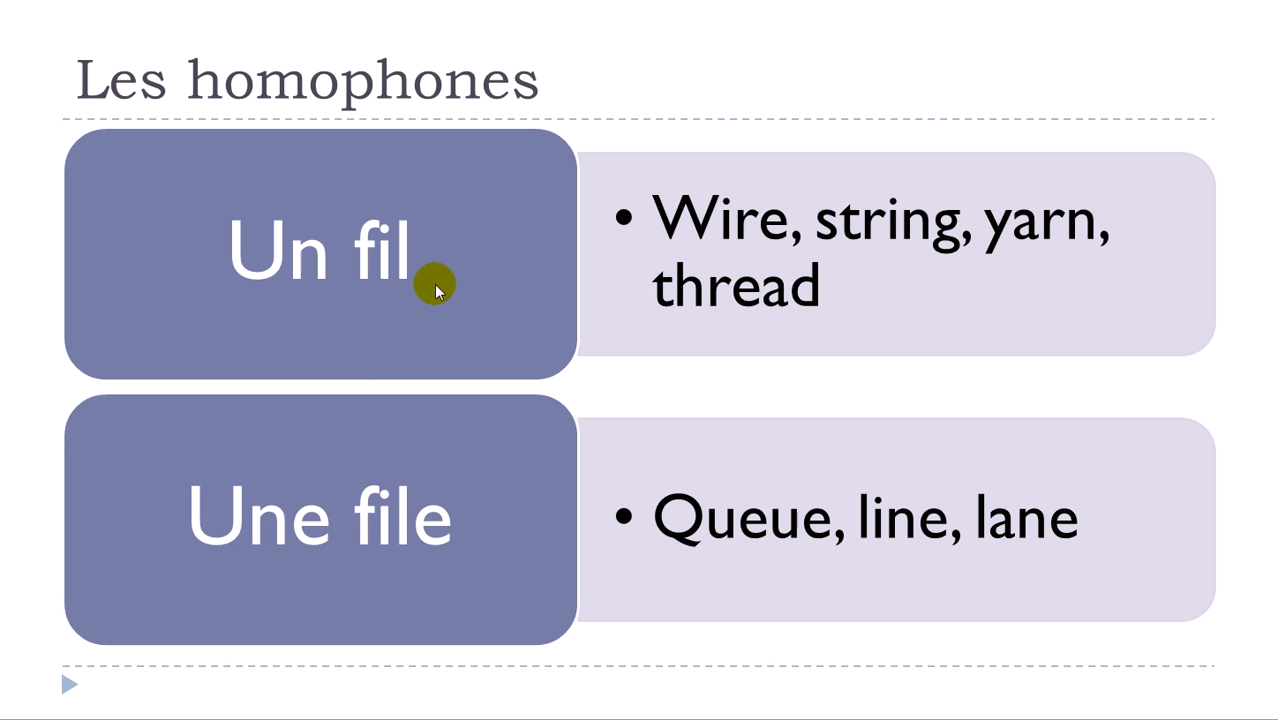 Les homophones
Un fil
• Wire, string, yarn,
thread
Une file
• Queue, line, lane